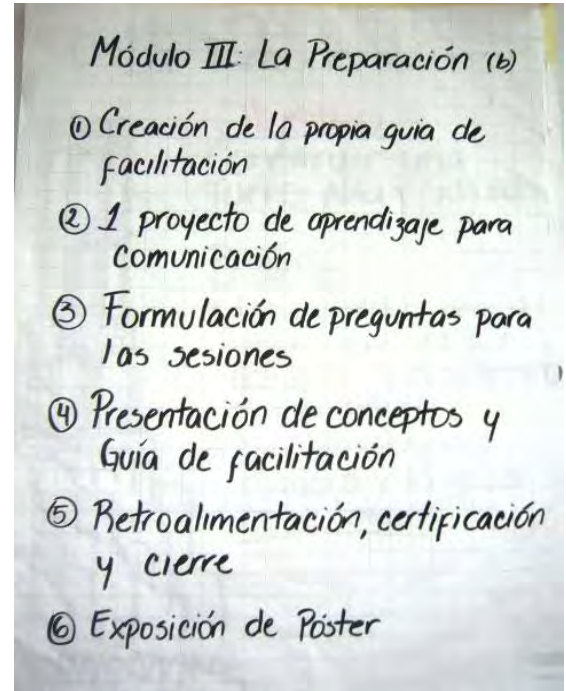 Módulo III: La Preparación (b)
① Creación de la propia guia de
facilitación
② 1 proyecto de aprendizaje para
comunicación
③ Formulación de preguntas para
las sesiones
④ Presentación de conceptos y
Guía de facilitación
⑤ Retroalimentación, certificación
y cierre
⑥ Exposición de Póster